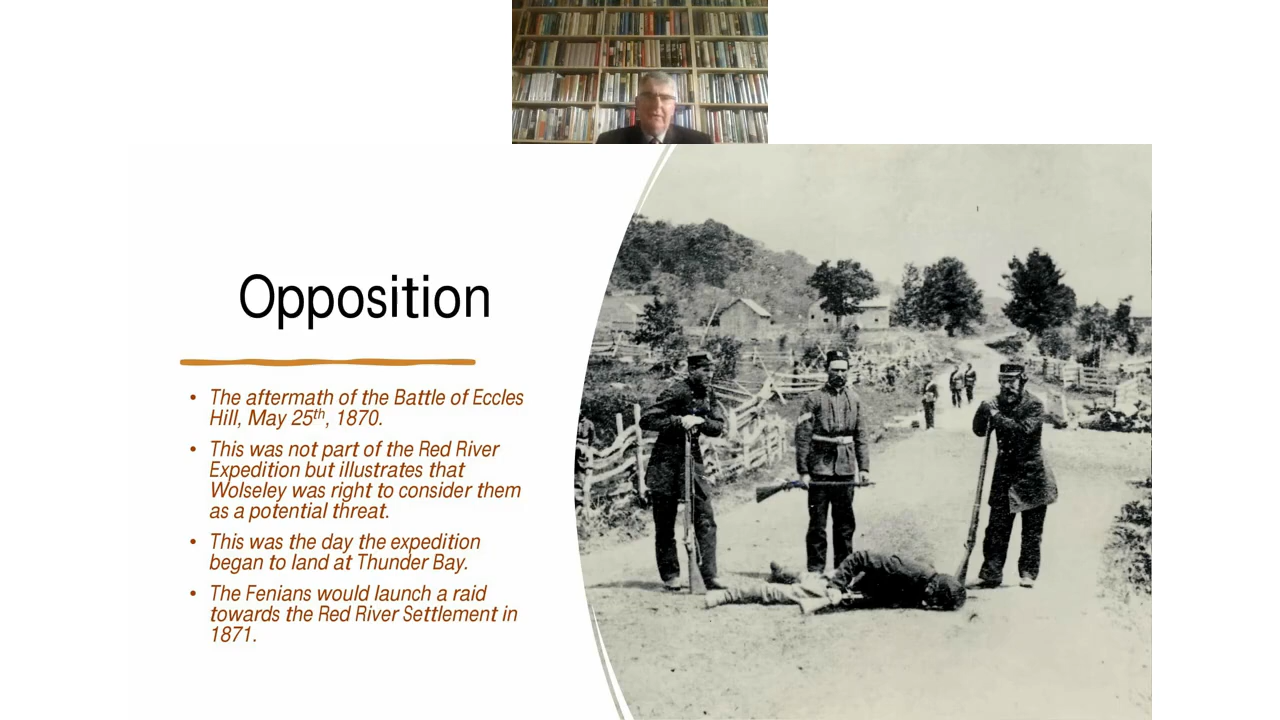 Opposition
• The aftermath of the Battle of Eccles
Hill, May 25th, 1870.
• This was not part of the Red River
Expedition but illustrates that
Wolseley was right to consider them
as a potential threat.
• This was the day the expedition
began to land at Thunder Bay.
• The Fenians would launch a raid
towards the Red River Settlement in
1871.